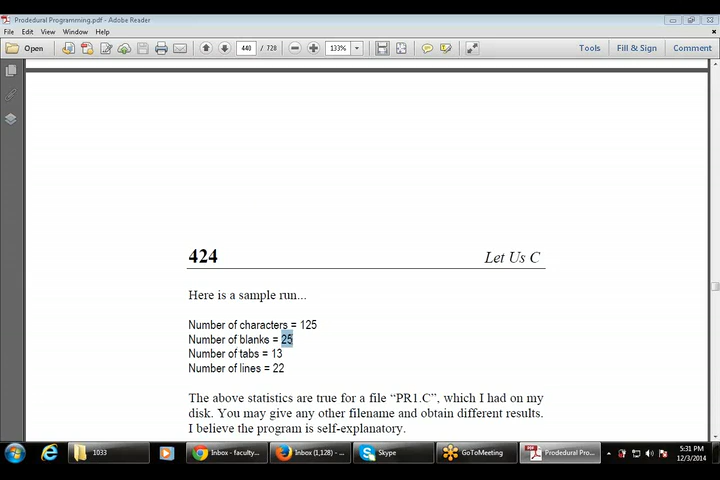 Prodedural Programming.pdf - Adobe Reader
File Edit View Window Help
Open 440 / 728 133% Tools Fill & Sign Comment
424 Let Us C
Here is a sample run...
Number of characters = 125
Number of blanks = 25
Number of tabs = 13
Number of lines = 22
The above statistics are true for a file “PR1.C”, which I had on my
disk. You may give any other filename and obtain different results.
I believe the program is self-explanatory.
1033 Inbox - faculty... Inbox (1,128) - ... Skype GoToMeeting Prodedural Pro... 5:31 PM
12/3/2014